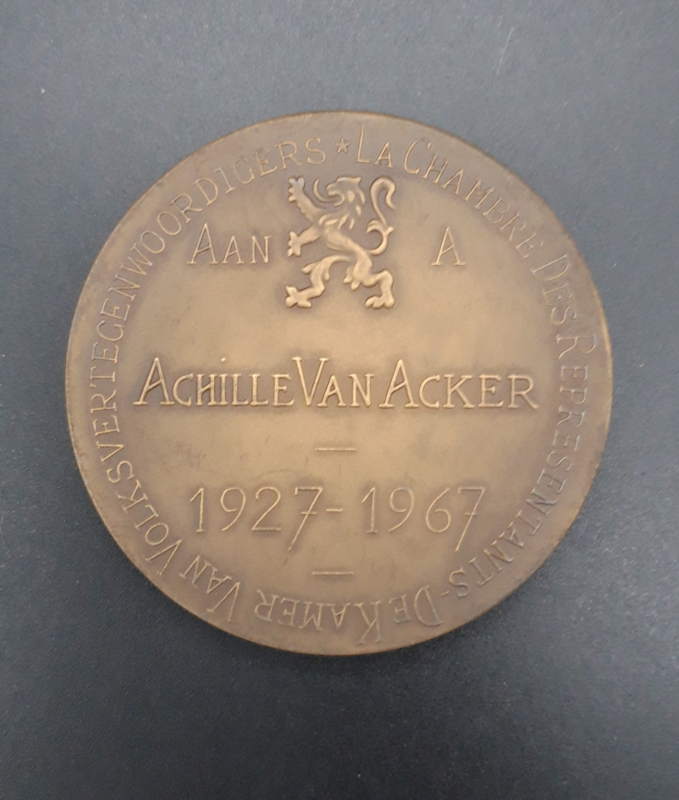 ★ La Chambre Des Representants - De Kamer Van Volksvertegenwoordigers
Aan A
Achille Van Acker
—
1927-1967
—